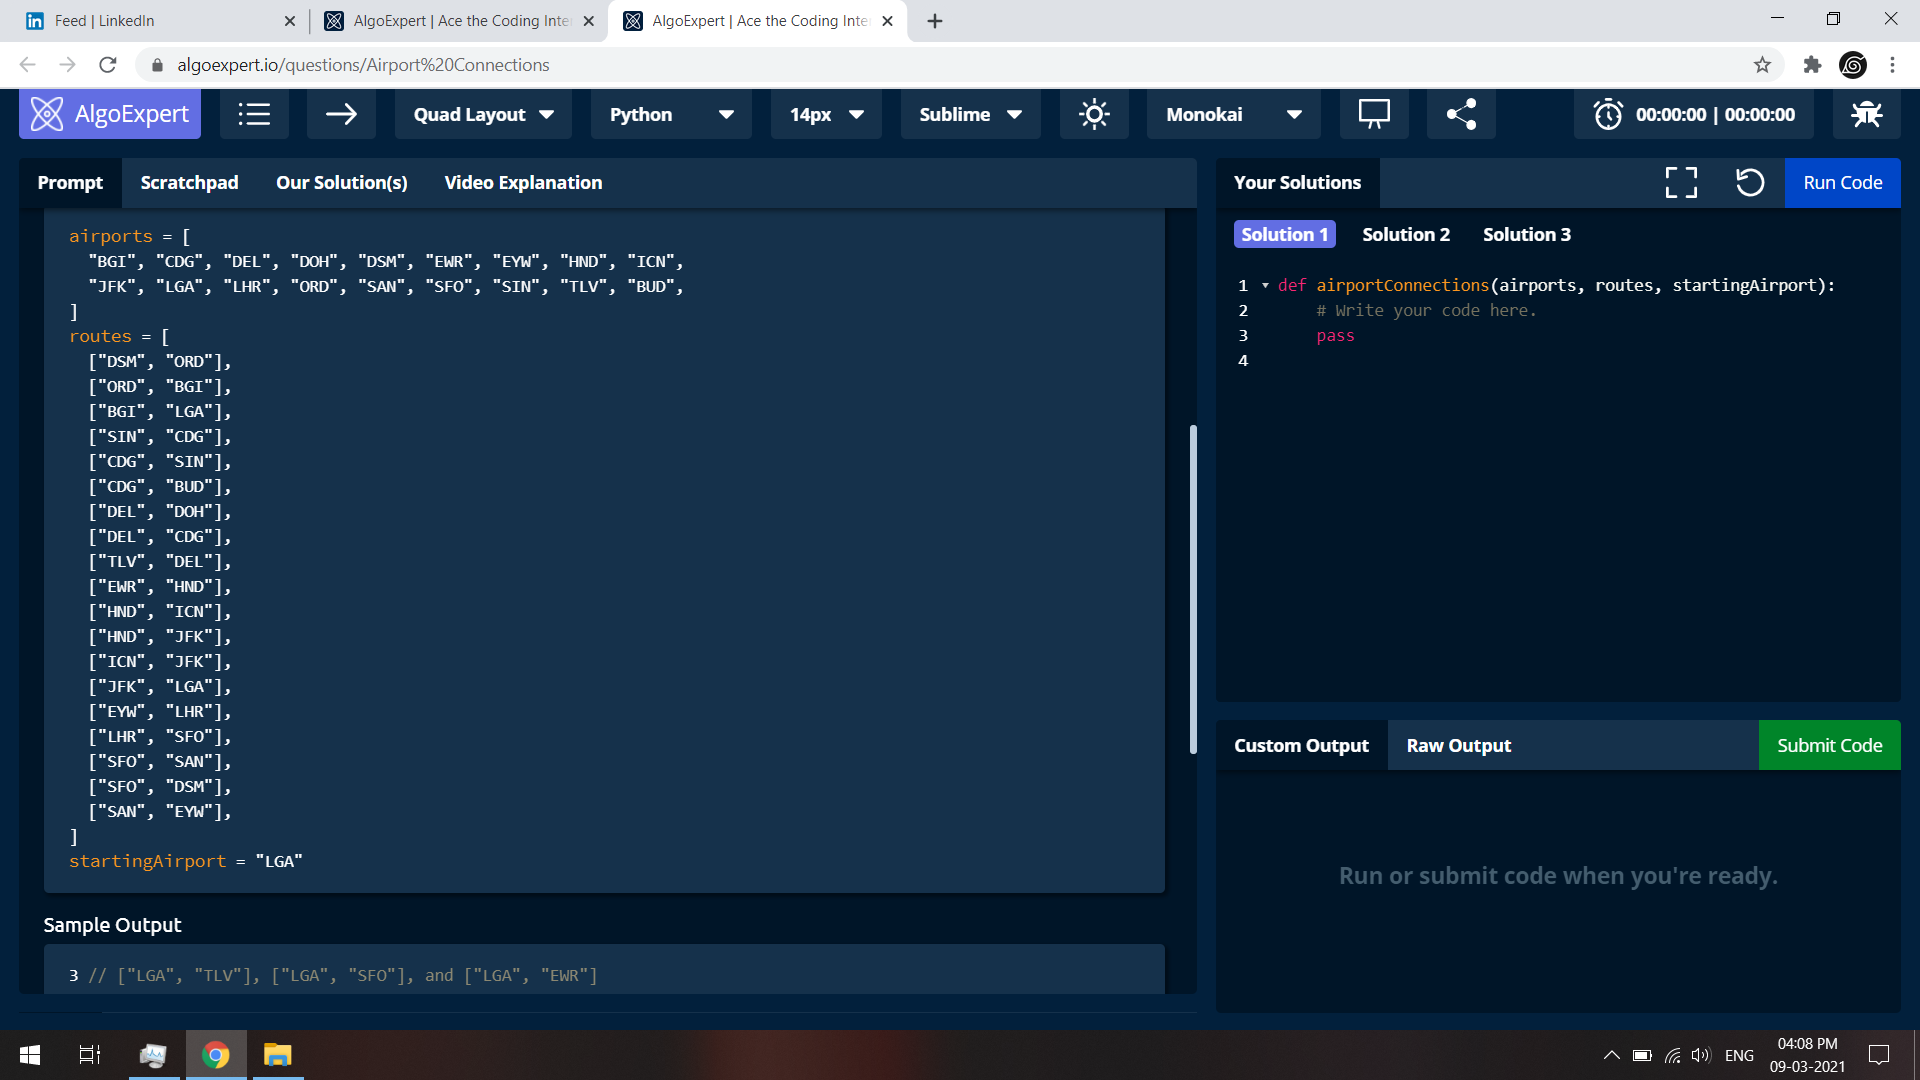 Feed | LinkedIn
AlgoExpert | Ace the Coding Inte
AlgoExpert | Ace the Coding Inte
algoexpert.io/questions/Airport%20Connections
AlgoExpert
Quad Layout
Python
14px
Sublime
Monokai
00:00:00 | 00:00:00
Prompt
Scratchpad
Our Solution(s)
Video Explanation
airports = [
"BGI", "CDG", "DEL", "DOH", "DSM", "EWR", "EYW", "HND", "ICN",
"JFK", "LGA", "LHR", "ORD", "SAN", "SFO", "SIN", "TLV", "BUD",
]
routes = [
["DSM", "ORD"],
["ORD", "BGI"],
["BGI", "LGA"],
["SIN", "CDG"],
["CDG", "SIN"],
["CDG", "BUD"],
["DEL", "DOH"],
["DEL", "CDG"],
["TLV", "DEL"],
["EWR", "HND"],
["HND", "ICN"],
["HND", "JFK"],
["ICN", "JFK"],
["JFK", "LGA"],
["EYW", "LHR"],
["LHR", "SFO"],
["SFO", "SAN"],
["SFO", "DSM"],
["SAN", "EYW"],
]
startingAirport = "LGA"
Sample Output
3 // ["LGA", "TLV"], ["LGA", "SFO"], and ["LGA", "EWR"]
Your Solutions
Run Code
Solution 1
Solution 2
Solution 3
1 def airportConnections(airports, routes, startingAirport):
2 # Write your code here.
3 pass
4
Custom Output
Raw Output
Submit Code
Run or submit code when you're ready.
ENG
04:08 PM
09-03-2021